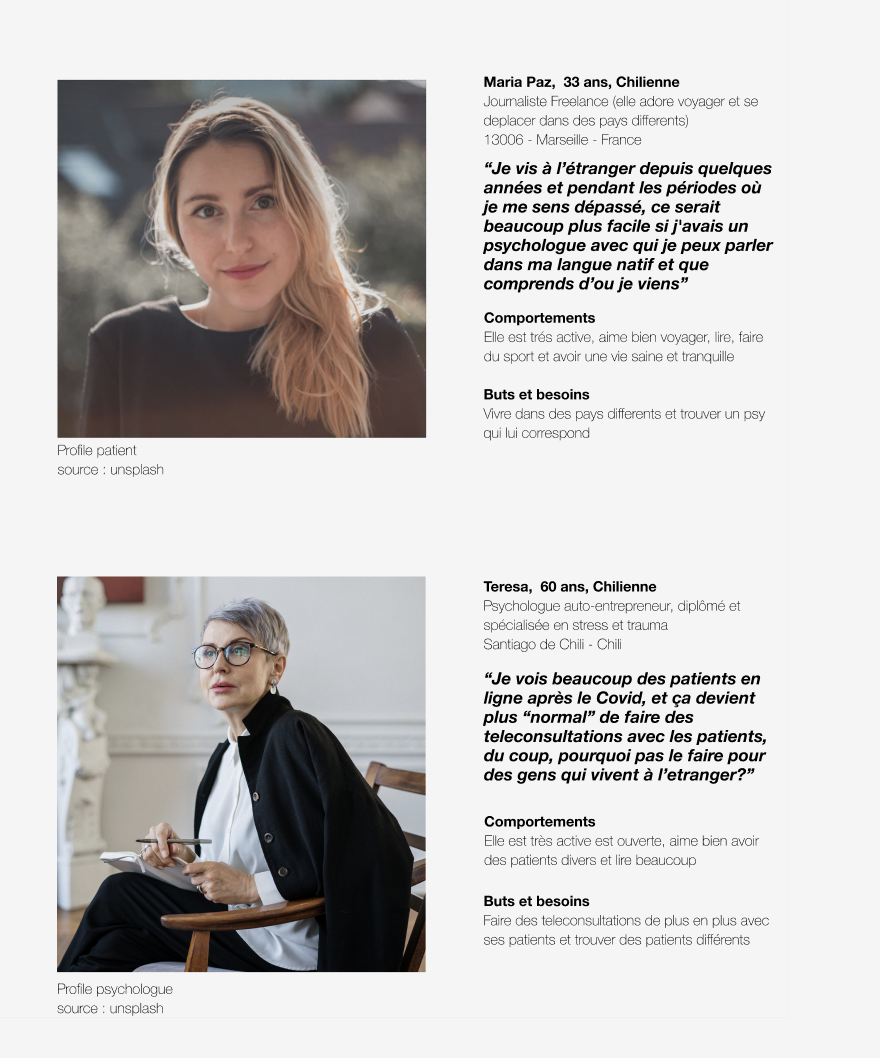 Maria Paz,  33 ans, Chilienne
Journaliste Freelance (elle adore voyager et se
deplacer dans des pays differents)
13006 - Marseille - France
“Je vis à l’étranger depuis quelques
années et pendant les périodes où
je me sens dépassé, ce serait
beaucoup plus facile si j'avais un
psychologue avec qui je peux parler
dans ma langue natif et que
comprends d’ou je viens”
Comportements
Elle est trés active, aime bien voyager, lire, faire
du sport et avoir une vie saine et tranquille
Buts et besoins
Vivre dans des pays differents et trouver un psy
qui lui correspond
Profile patient
source : unsplash
Teresa,  60 ans, Chilienne
Psychologue auto-entrepreneur, diplômé et
spécialisée en stress et trauma
Santiago de Chili - Chili
“Je vois beaucoup des patients en
ligne après le Covid, et ça devient
plus “normal” de faire des
teleconsultations avec les patients,
du coup, pourquoi pas le faire pour
des gens qui vivent à l’etranger?”
Comportements
Elle est très active est ouverte, aime bien avoir
des patients divers et lire beaucoup
Buts et besoins
Faire des teleconsultations de plus en plus avec
ses patients et trouver des patients différents
Profile psychologue
source : unsplash